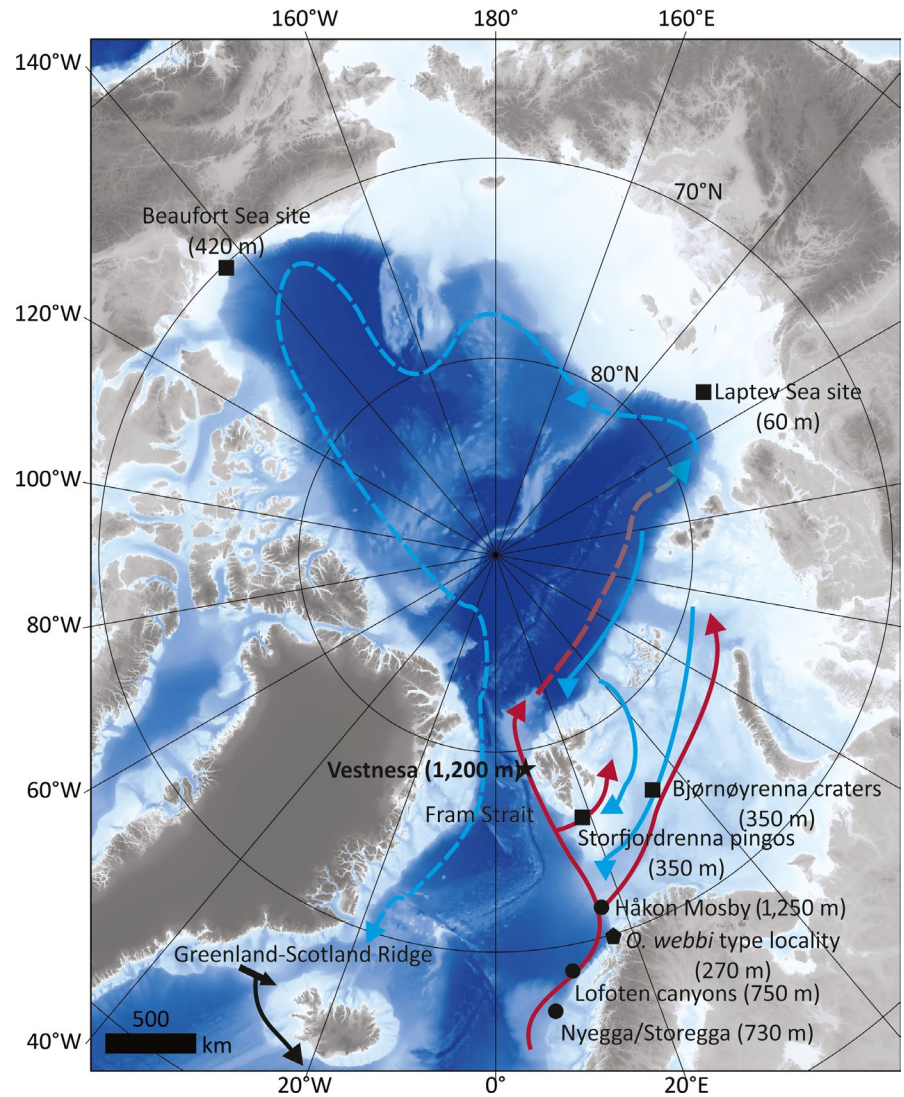 160°W
180°
160°E
140°W
70°N
Beaufort Sea site
(420 m)
120°W
80°N
Laptev Sea site
(60 m)
100°W
80°W
Vestnesa (1,200 m)
60°W
Bjørnøyrenna craters
(350 m)
Fram Strait
Storfjordrenna pingos
(350 m)
Håkon Mosby (1,250 m)
O. webbi type locality
(270 m)
Greenland-Scotland Ridge
Lofoten canyons (750 m)
500
km
Nyegga/Storegga (730 m)
40°W
20°W
0°
20°E